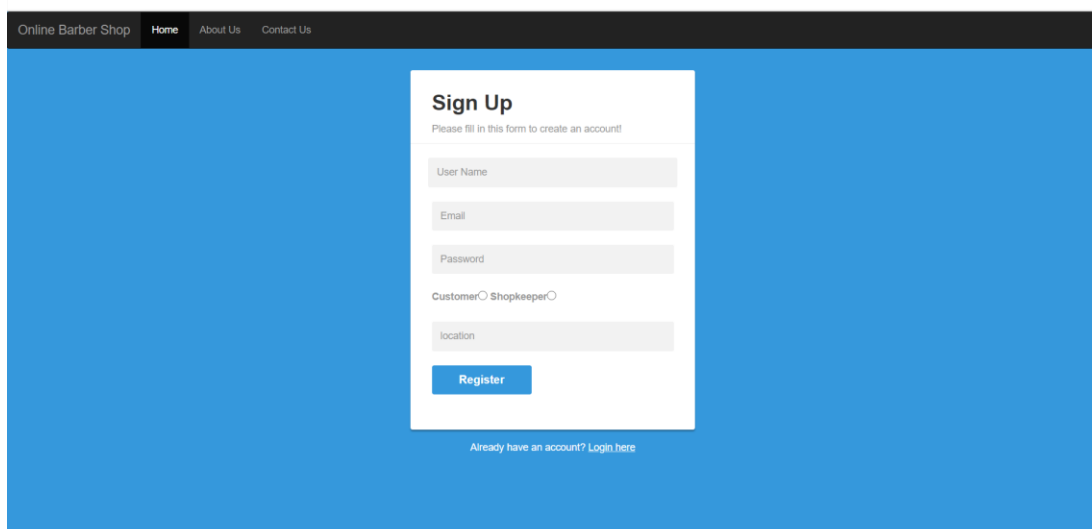 Online Barber Shop Home About Us Contact Us
Sign Up
Please fill in this form to create an account!
User Name
Email
Password
Customer Shopkeeper
location
Register
Already have an account? Login here